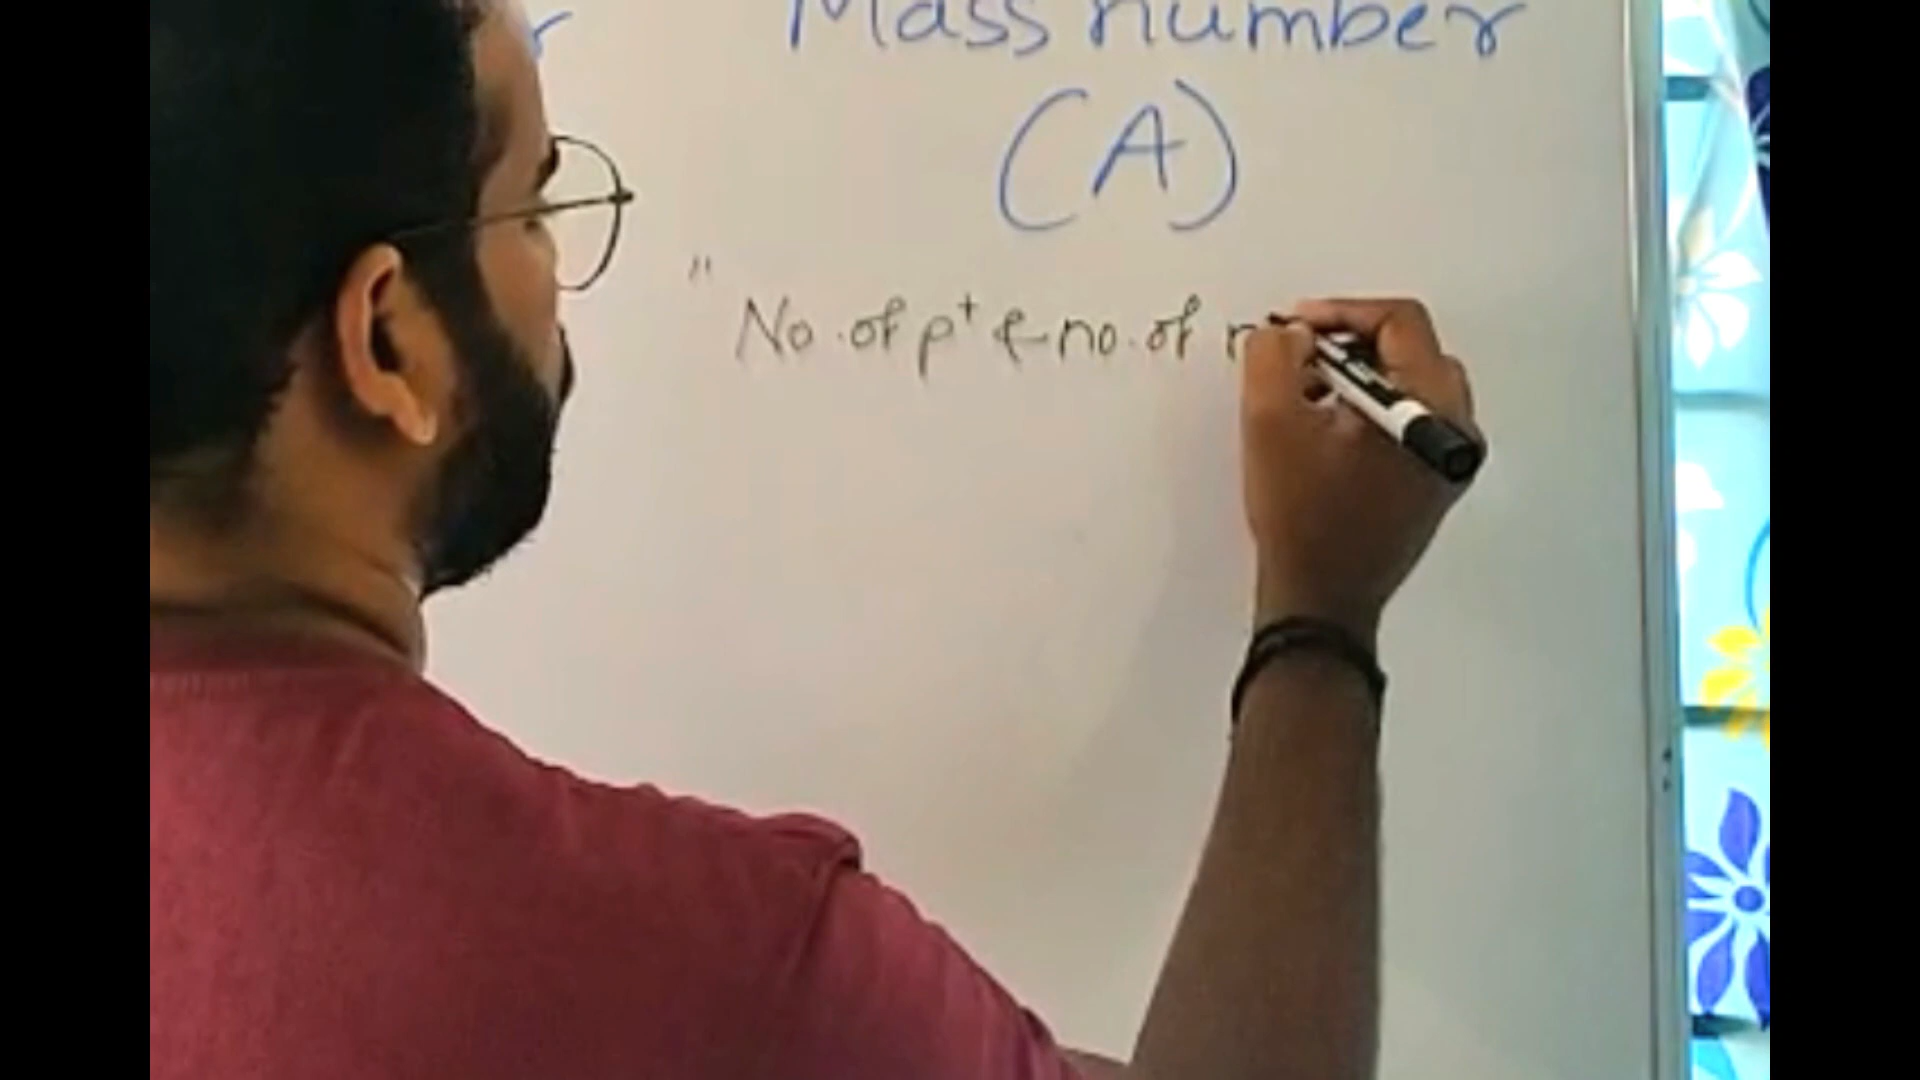 Mass number
(A)
" No. of p⁺ & no. of n